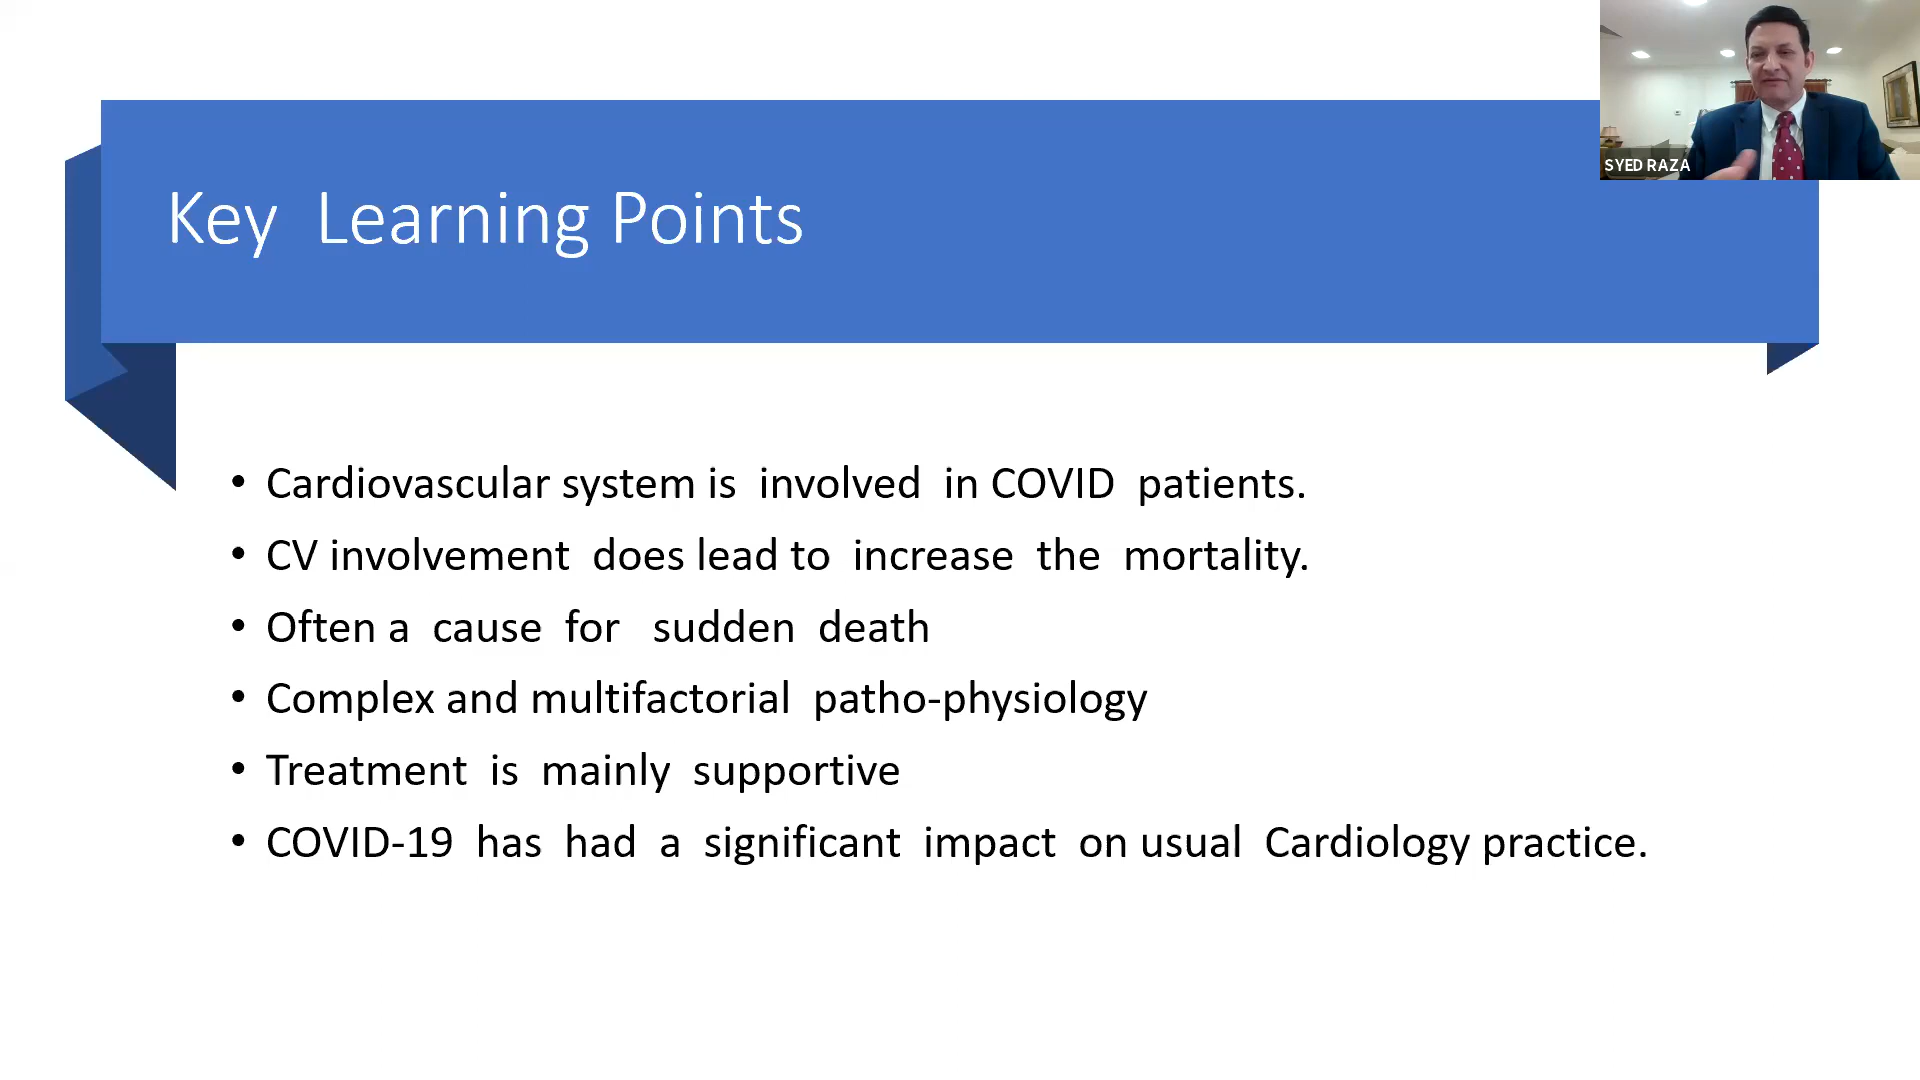 SYED RAZA
Key Learning Points
• Cardiovascular system is involved in COVID patients.
• CV involvement does lead to increase the mortality.
• Often a cause for sudden death
• Complex and multifactorial patho-physiology
• Treatment is mainly supportive
• COVID-19 has had a significant impact on usual Cardiology practice.